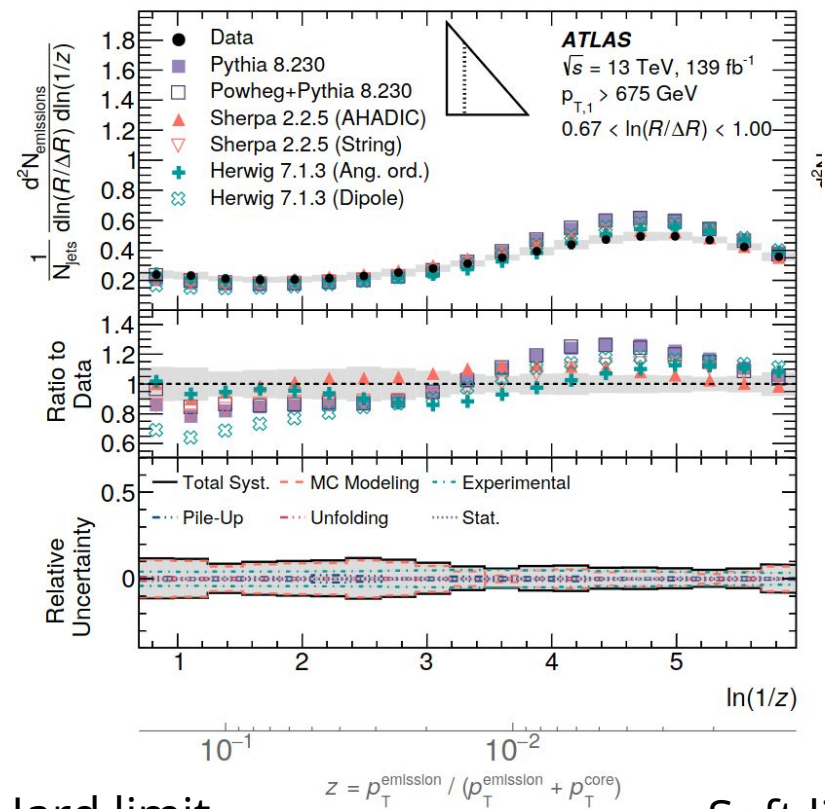 Data
Pythia 8.230
Powheg+Pythia 8.230
Sherpa 2.2.5 (AHADIC)
Sherpa 2.2.5 (String)
Herwig 7.1.3 (Ang. ord.)
Herwig 7.1.3 (Dipole)
ATLAS
√s = 13 TeV, 139 fb⁻¹
p_T,1 > 675 GeV
0.67 < ln(R/ΔR) < 1.00
1/N_jets d²N_emissions / dln(R/ΔR) dln(1/z)
1.8
1.6
1.4
1.2
1
0.8
0.6
0.4
0.2
Ratio to
Data
1.4
1.2
1
0.8
0.6
Relative
Uncertainty
0.5
0
Total Syst. MC Modeling Experimental
Pile-Up Unfolding Stat.
1 2 3 4 5
ln(1/z)
10⁻¹ 10⁻²
z = p_T^emission / (p_T^emission + p_T^core)